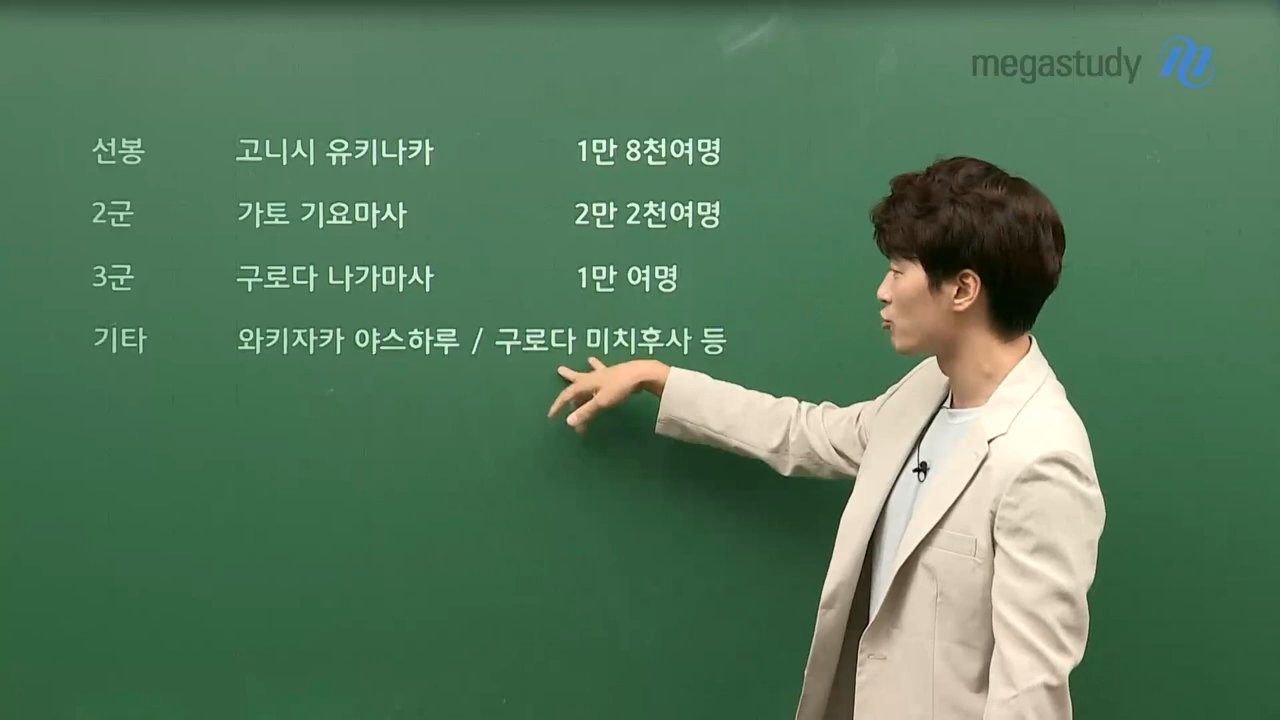 megastudy
선봉 고니시 유키나카 1만 8천여명
2군 가토 기요마사 2만 2천여명
3군 구로다 나가마사 1만 여명
기타 와키자카 야스하루 / 구로다 미치후사 등